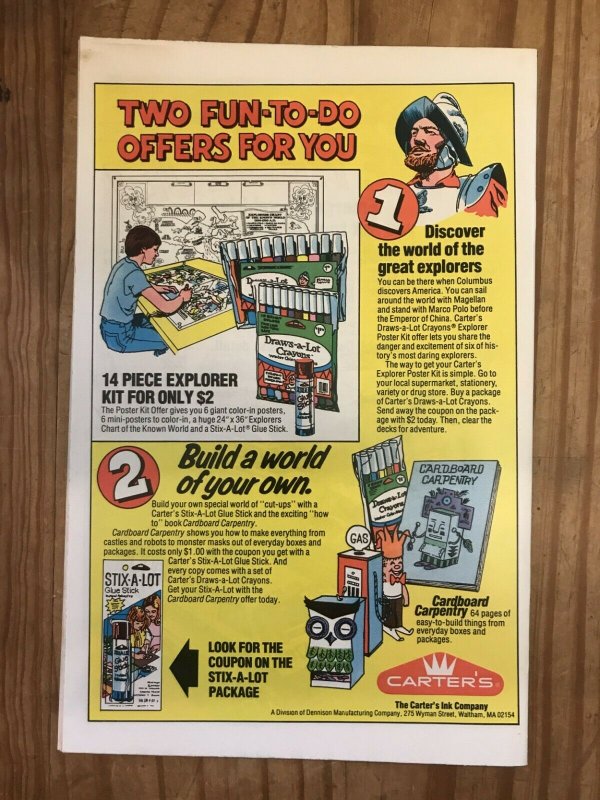 TWO FUN-TO-DO
OFFERS FOR YOU
1
Discover
the world of the
great explorers
You can be there when Columbus
discovers America. You can sail
around the world with Magellan
and stand with Marco Polo before
the Emperor of China. Carter's
Draws-a-Lot Crayons® Explorer
Poster Kit offer lets you share the
danger and excitement of six of his-
tory's most daring explorers.
The way to get your Carter's
Explorer Poster Kit is simple. Go to
your local supermarket, stationery,
variety or drug store. Buy a package
of Carter's Draws-a-Lot Crayons.
Send away the coupon on the pack-
age with $2 today. Then, clear the
decks for adventure.
Draws-a-Lot
Crayons
14 PIECE EXPLORER
KIT FOR ONLY $2
The Poster Kit Offer gives you 6 giant color-in posters,
6 mini-posters to color-in, a huge 24" x 36" Explorers
Chart of the Known World and a Stix-A-Lot® Glue Stick.
2
Build a world
of your own.
Build your own special world of "cut-ups" with a
Carter's Stix-A-Lot Glue Stick and the exciting "how
to" book Cardboard Carpentry.
Cardboard Carpentry shows you how to make everything from
castles and robots to monster masks out of everyday boxes and
packages. It costs only $1.00 with the coupon you get with a
Carter's Stix-A-Lot Glue Stick. And
every copy comes with a set of
Carter's Draws-a-Lot Crayons.
Get your Stix-A-Lot with the
Cardboard Carpentry offer today.
STIX-A-LOT
Glue Stick
LOOK FOR THE
COUPON ON THE
STIX-A-LOT
PACKAGE
Draws-a-Lot
Crayons
GAS
CARDBOARD
CARPENTRY
Cardboard
Carpentry 64 pages of
easy-to-build things from
everyday boxes and
packages.
CARTER'S
The Carter's Ink Company
A Division of Dennison Manufacturing Company, 275 Wyman Street, Waltham, MA 02154